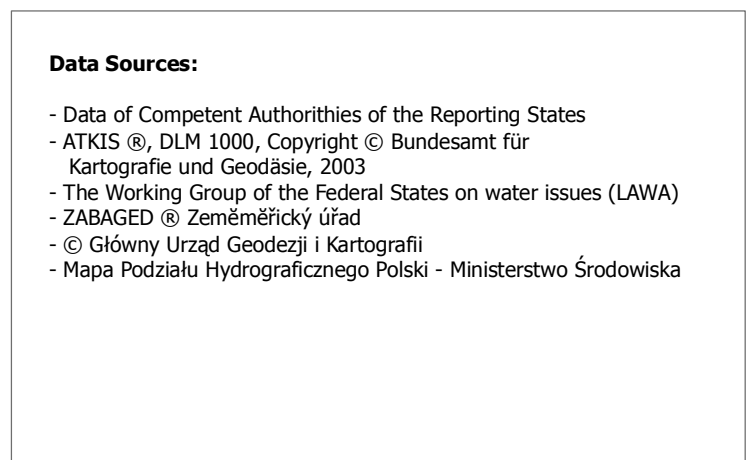 Data Sources:
- Data of Competent Authorithies of the Reporting States
- ATKIS ®, DLM 1000, Copyright © Bundesamt für
Kartografie und Geodäsie, 2003
- The Working Group of the Federal States on water issues (LAWA)
- ZABAGED ® Zeměměřický úřad
- © Główny Urząd Geodezji i Kartografii
- Mapa Podziału Hydrograficznego Polski - Ministerstwo Środowiska